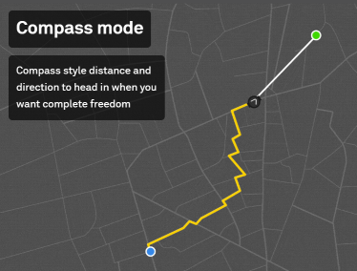 Compass mode
Compass style distance and
direction to head in when you
want complete freedom